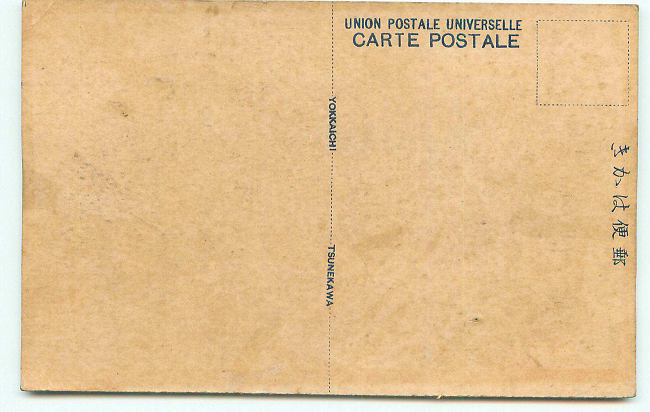 UNION POSTALE UNIVERSELLE
CARTE POSTALE
YOKKAICHI
TSUNEKAWA
郵便はかき